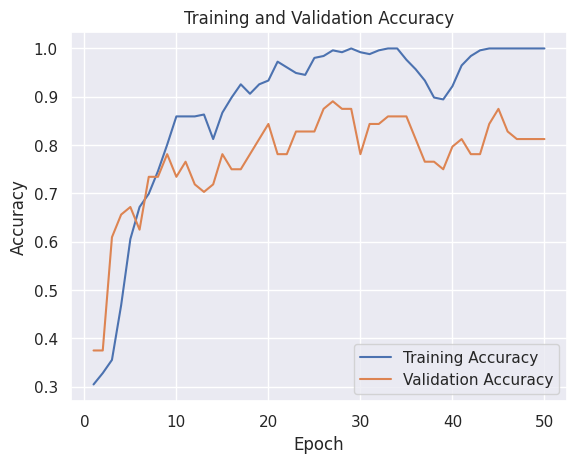 Training and Validation Accuracy
1.0
0.9
0.8
0.7
0.6
0.5
0.4
0.3
Accuracy
0 10 20 30 40 50
Epoch
Training Accuracy
Validation Accuracy